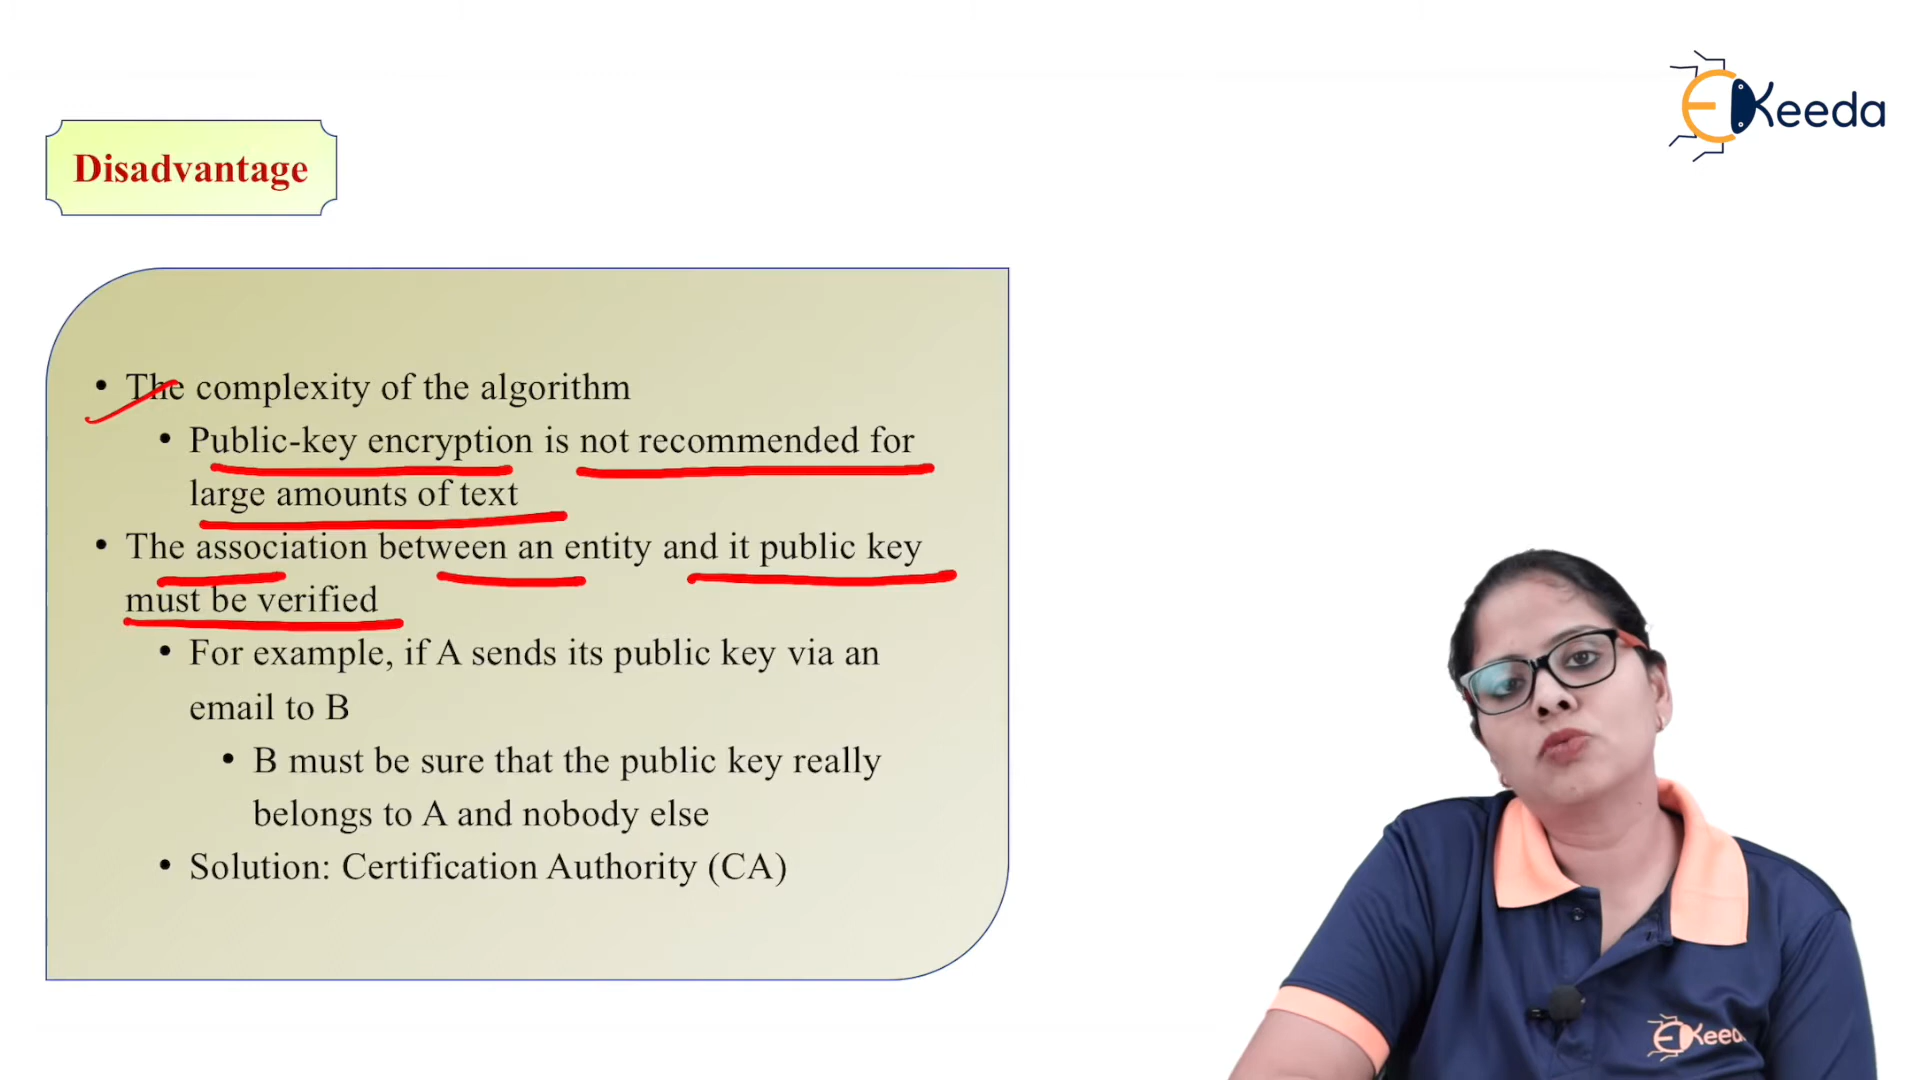 Keeda
Disadvantage
• The complexity of the algorithm
• Public-key encryption is not recommended for
large amounts of text
• The association between an entity and it public key
must be verified
• For example, if A sends its public key via an
email to B
• B must be sure that the public key really
belongs to A and nobody else
• Solution: Certification Authority (CA)
Keeda